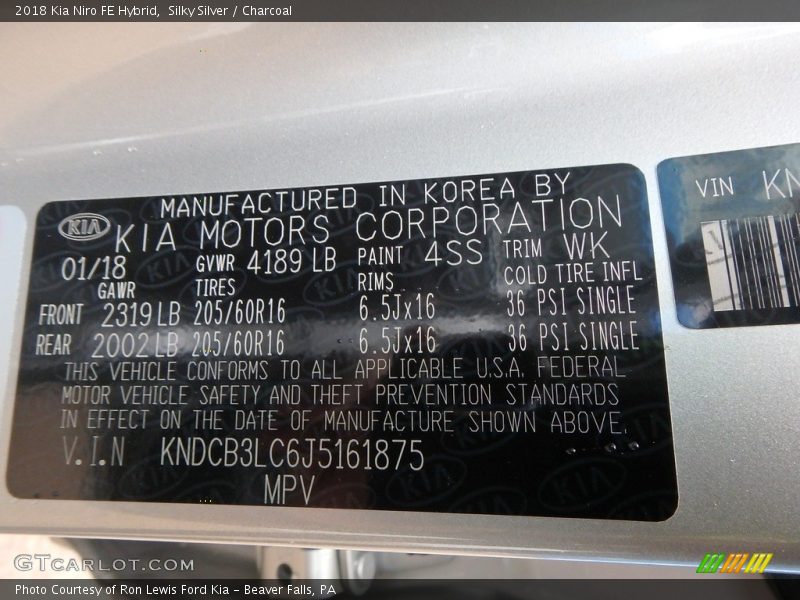 2018 Kia Niro FE Hybrid,  Silky Silver / Charcoal
MANUFACTURED IN KOREA BY
KIA KIA MOTORS CORPORATION
01/18 GVWR 4189 LB PAINT 4SS TRIM WK
GAWR TIRES RIMS COLD TIRE INFL
FRONT 2319 LB 205/60R16 6.5Jx16 36 PSI SINGLE
REAR 2002 LB 205/60R16 6.5Jx16 36 PSI SINGLE
THIS VEHICLE CONFORMS TO ALL APPLICABLE U.S.A. FEDERAL
MOTOR VEHICLE SAFETY AND THEFT PREVENTION STANDARDS
IN EFFECT ON THE DATE OF MANUFACTURE SHOWN ABOVE.
V.I.N KNDCB3LC6J5161875
MPV
VIN KN
GTCARLOT.COM
Photo Courtesy of Ron Lewis Ford Kia – Beaver Falls, PA